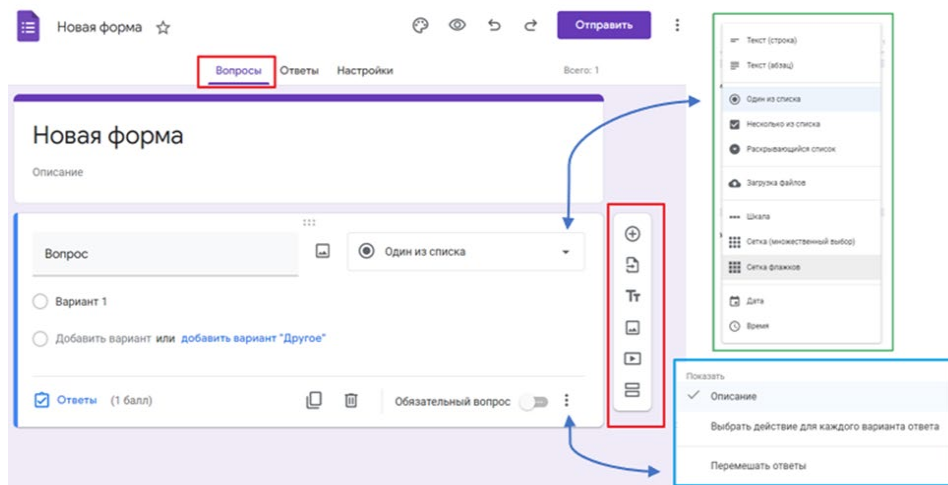 Новая форма
Отправить
Вопросы Ответы Настройки
Всего: 1
Новая форма
Описание
Вопрос
Один из списка
Вариант 1
Добавить вариант или добавить вариант "Другое"
Ответы (1 балл)
Обязательный вопрос
Tт
Текст (строка)
Текст (абзац)
Один из списка
Несколько из списка
Раскрывающийся список
Загрузка файлов
Шкала
Сетка (множественный выбор)
Сетка флажков
Дата
Время
Показать
Описание
Выбрать действие для каждого варианта ответа
Перемешать ответы